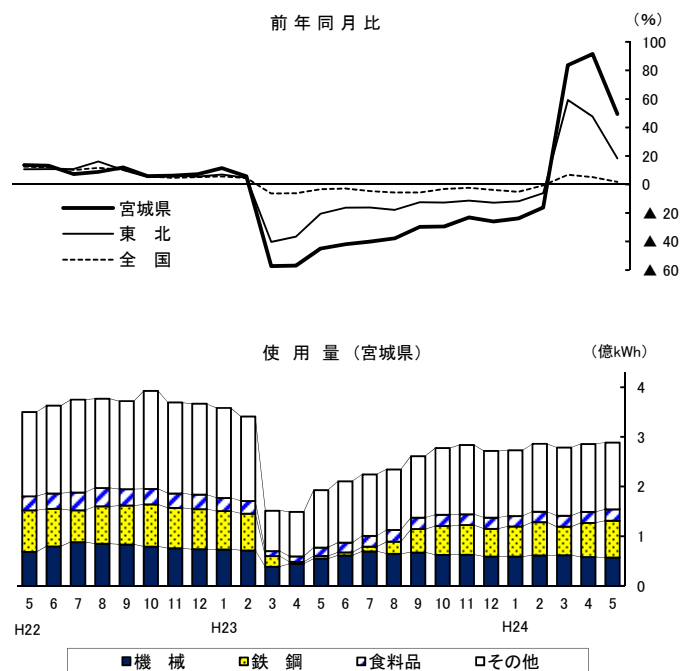 前年同月比
(%)
100
80
60
40
20
0
▲ 20
▲ 40
▲ 60
宮城県
東　北
全　国
使 用 量（宮城県）
（億kWh）
4
3
2
1
0
5 6 7 8 9 10 11 12 1 2 3 4 5 6 7 8 9 10 11 12 1 2 3 4 5
H22 H23 H24
機　械 鉄　鋼 食料品 その他